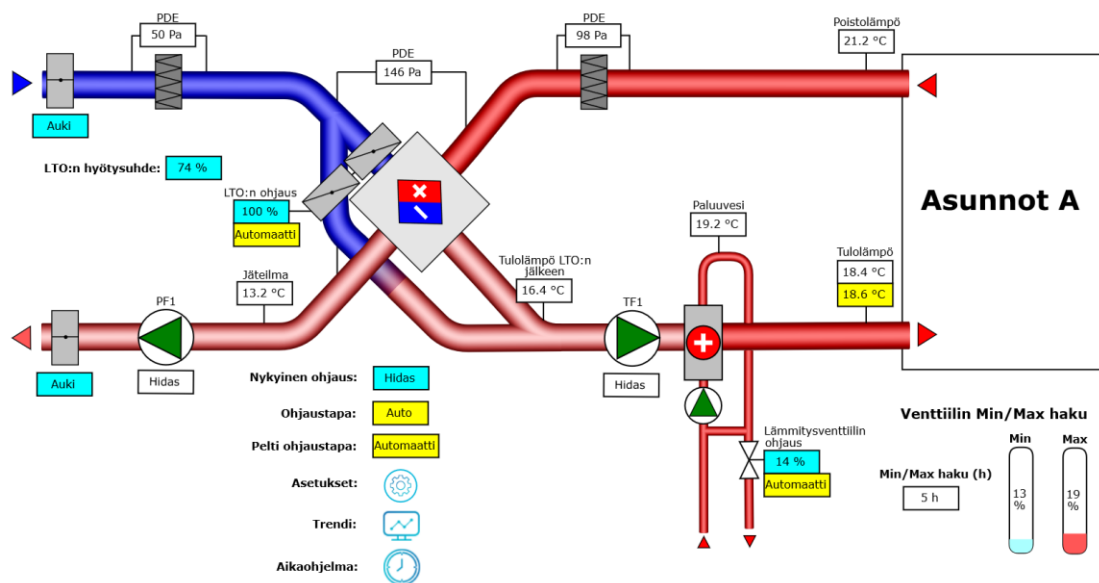 PDE
50 Pa
PDE
98 Pa
Poistolämpö
21.2 °C
PDE
146 Pa
Auki
LTO:n hyötysuhde:
74 %
LTO:n ohjaus
100 %
Automaatti
Paluuvesi
19.2 °C
Asunnot A
Jäteilma
13.2 °C
Tulolämpö LTO:n
jälkeen
16.4 °C
Tulolämpö
18.4 °C
18.6 °C
PF1
TF1
Auki
Hidas
Hidas
Nykyinen ohjaus:
Hidas
Ohjaustapa:
Auto
Pelti ohjaustapa:
Automaatti
Asetukset:
Trendi:
Aikaohjelma:
Lämmitysventtiilin
ohjaus
14 %
Automaatti
Venttiilin Min/Max haku
Min
Max
Min/Max haku (h)
5 h
13
%
19
%